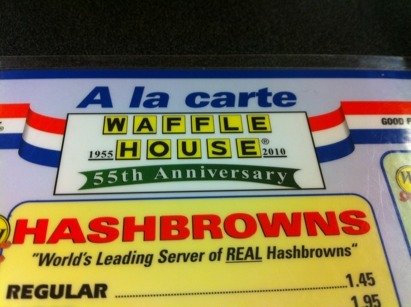 A la carte
WAFFLE
1955 HOUSE® 2010
GOOD F
55th Anniversary
HASHBROWNS
"World's Leading Server of REAL Hashbrowns"
REGULAR 1.45
1.95